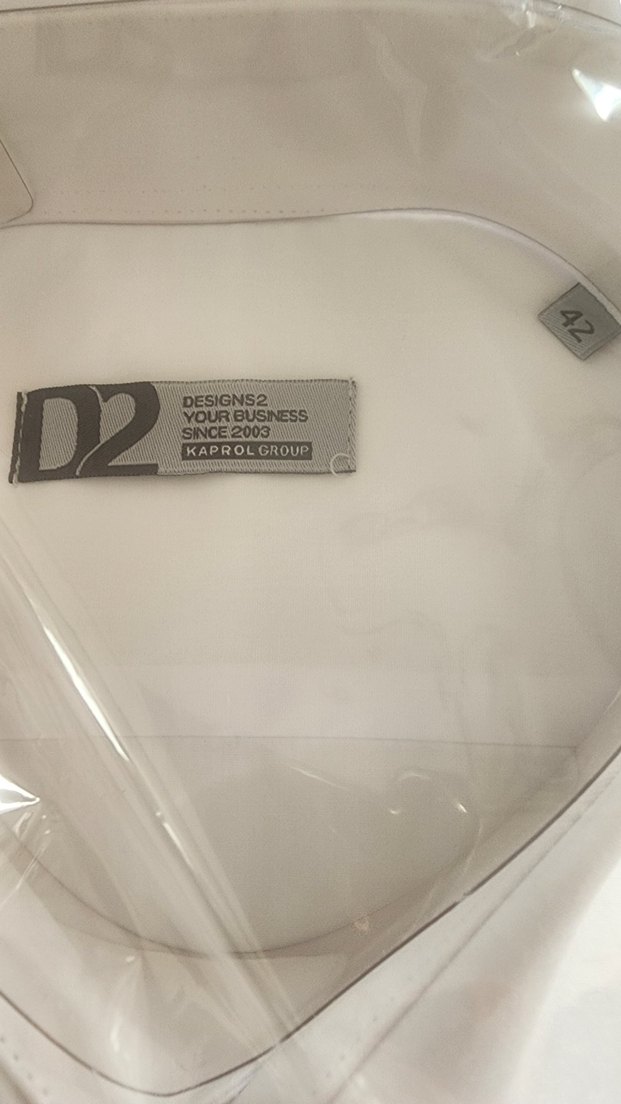 42
D2
DESIGNS2
YOUR BUSINESS
SINCE 2003
KAPROL GROUP